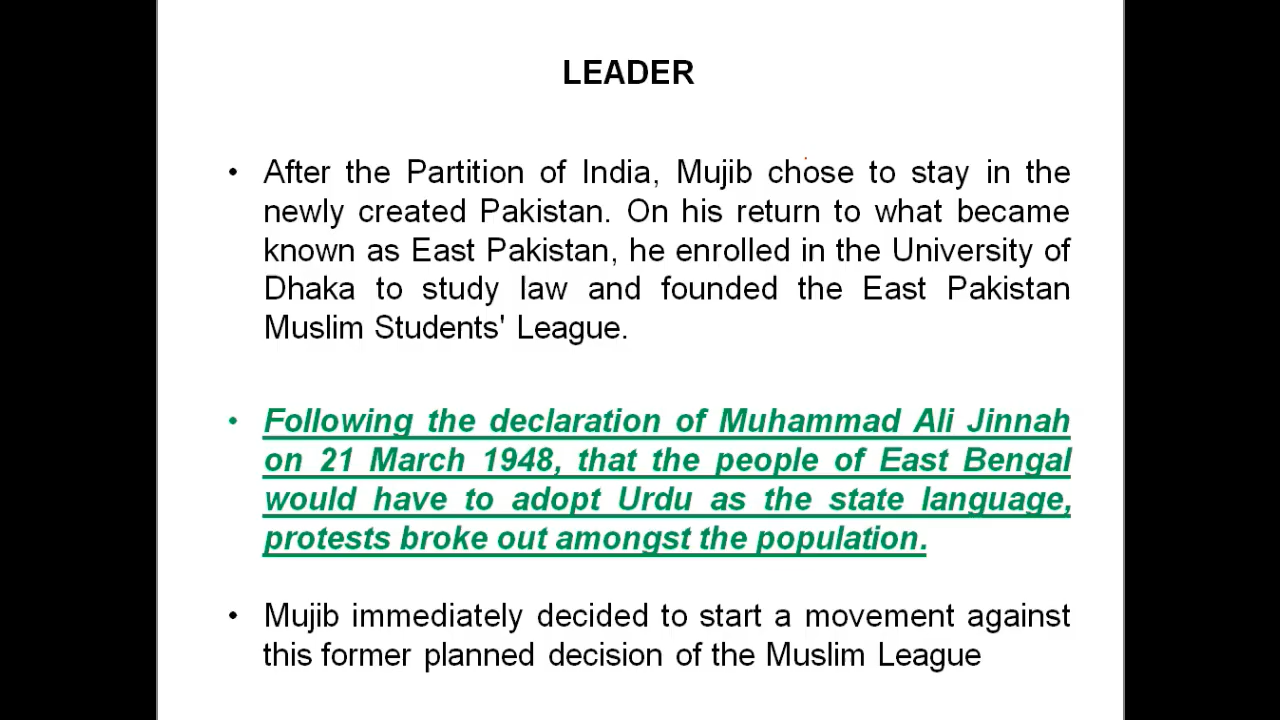 LEADER
• After the Partition of India, Mujib chose to stay in the
newly created Pakistan. On his return to what became
known as East Pakistan, he enrolled in the University of
Dhaka to study law and founded the East Pakistan
Muslim Students' League.
• Following the declaration of Muhammad Ali Jinnah
on 21 March 1948, that the people of East Bengal
would have to adopt Urdu as the state language,
protests broke out amongst the population.
• Mujib immediately decided to start a movement against
this former planned decision of the Muslim League